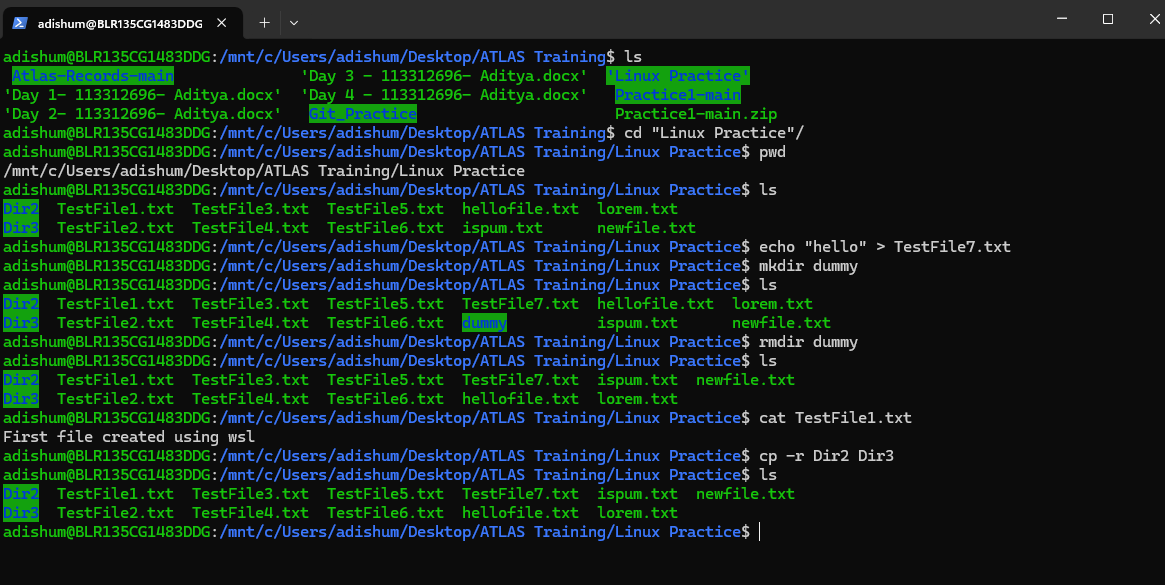 adishum@BLR135CG1483DDG
adishum@BLR135CG1483DDG:/mnt/c/Users/adishum/Desktop/ATLAS Training$ ls
 Atlas-Records-main              'Day 3 - 113312696- Aditya.docx'  'Linux Practice'
'Day 1- 113312696- Aditya.docx'  'Day 4 - 113312696- Aditya.docx'   Practice1-main
'Day 2- 113312696- Aditya.docx'   Git_Practice                      Practice1-main.zip
adishum@BLR135CG1483DDG:/mnt/c/Users/adishum/Desktop/ATLAS Training$ cd "Linux Practice"/
adishum@BLR135CG1483DDG:/mnt/c/Users/adishum/Desktop/ATLAS Training/Linux Practice$ pwd
/mnt/c/Users/adishum/Desktop/ATLAS Training/Linux Practice
adishum@BLR135CG1483DDG:/mnt/c/Users/adishum/Desktop/ATLAS Training/Linux Practice$ ls
Dir2  TestFile1.txt  TestFile3.txt  TestFile5.txt  hellofile.txt  lorem.txt
Dir3  TestFile2.txt  TestFile4.txt  TestFile6.txt  ispum.txt      newfile.txt
adishum@BLR135CG1483DDG:/mnt/c/Users/adishum/Desktop/ATLAS Training/Linux Practice$ echo "hello" > TestFile7.txt
adishum@BLR135CG1483DDG:/mnt/c/Users/adishum/Desktop/ATLAS Training/Linux Practice$ mkdir dummy
adishum@BLR135CG1483DDG:/mnt/c/Users/adishum/Desktop/ATLAS Training/Linux Practice$ ls
Dir2  TestFile1.txt  TestFile3.txt  TestFile5.txt  TestFile7.txt  hellofile.txt  lorem.txt
Dir3  TestFile2.txt  TestFile4.txt  TestFile6.txt  dummy          ispum.txt      newfile.txt
adishum@BLR135CG1483DDG:/mnt/c/Users/adishum/Desktop/ATLAS Training/Linux Practice$ rmdir dummy
adishum@BLR135CG1483DDG:/mnt/c/Users/adishum/Desktop/ATLAS Training/Linux Practice$ ls
Dir2  TestFile1.txt  TestFile3.txt  TestFile5.txt  TestFile7.txt  ispum.txt  newfile.txt
Dir3  TestFile2.txt  TestFile4.txt  TestFile6.txt  hellofile.txt  lorem.txt
adishum@BLR135CG1483DDG:/mnt/c/Users/adishum/Desktop/ATLAS Training/Linux Practice$ cat TestFile1.txt
First file created using wsl
adishum@BLR135CG1483DDG:/mnt/c/Users/adishum/Desktop/ATLAS Training/Linux Practice$ cp -r Dir2 Dir3
adishum@BLR135CG1483DDG:/mnt/c/Users/adishum/Desktop/ATLAS Training/Linux Practice$ ls
Dir2  TestFile1.txt  TestFile3.txt  TestFile5.txt  TestFile7.txt  ispum.txt  newfile.txt
Dir3  TestFile2.txt  TestFile4.txt  TestFile6.txt  hellofile.txt  lorem.txt
adishum@BLR135CG1483DDG:/mnt/c/Users/adishum/Desktop/ATLAS Training/Linux Practice$